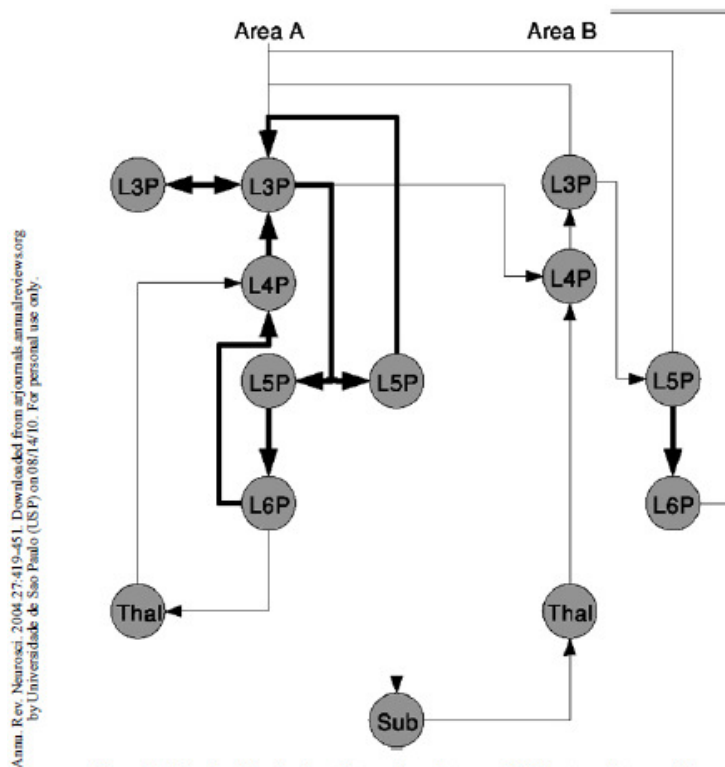 Area A
Area B
L3P
L3P
L3P
L4P
L4P
L5P
L5P
L5P
L6P
L6P
Thal
Thal
Sub
Annu. Rev. Neurosci. 2004.27:419-451. Downloaded from arjournals.annualreviews.org
by Universidade de Sao Paulo (USP) on 08/14/10. For personal use only.